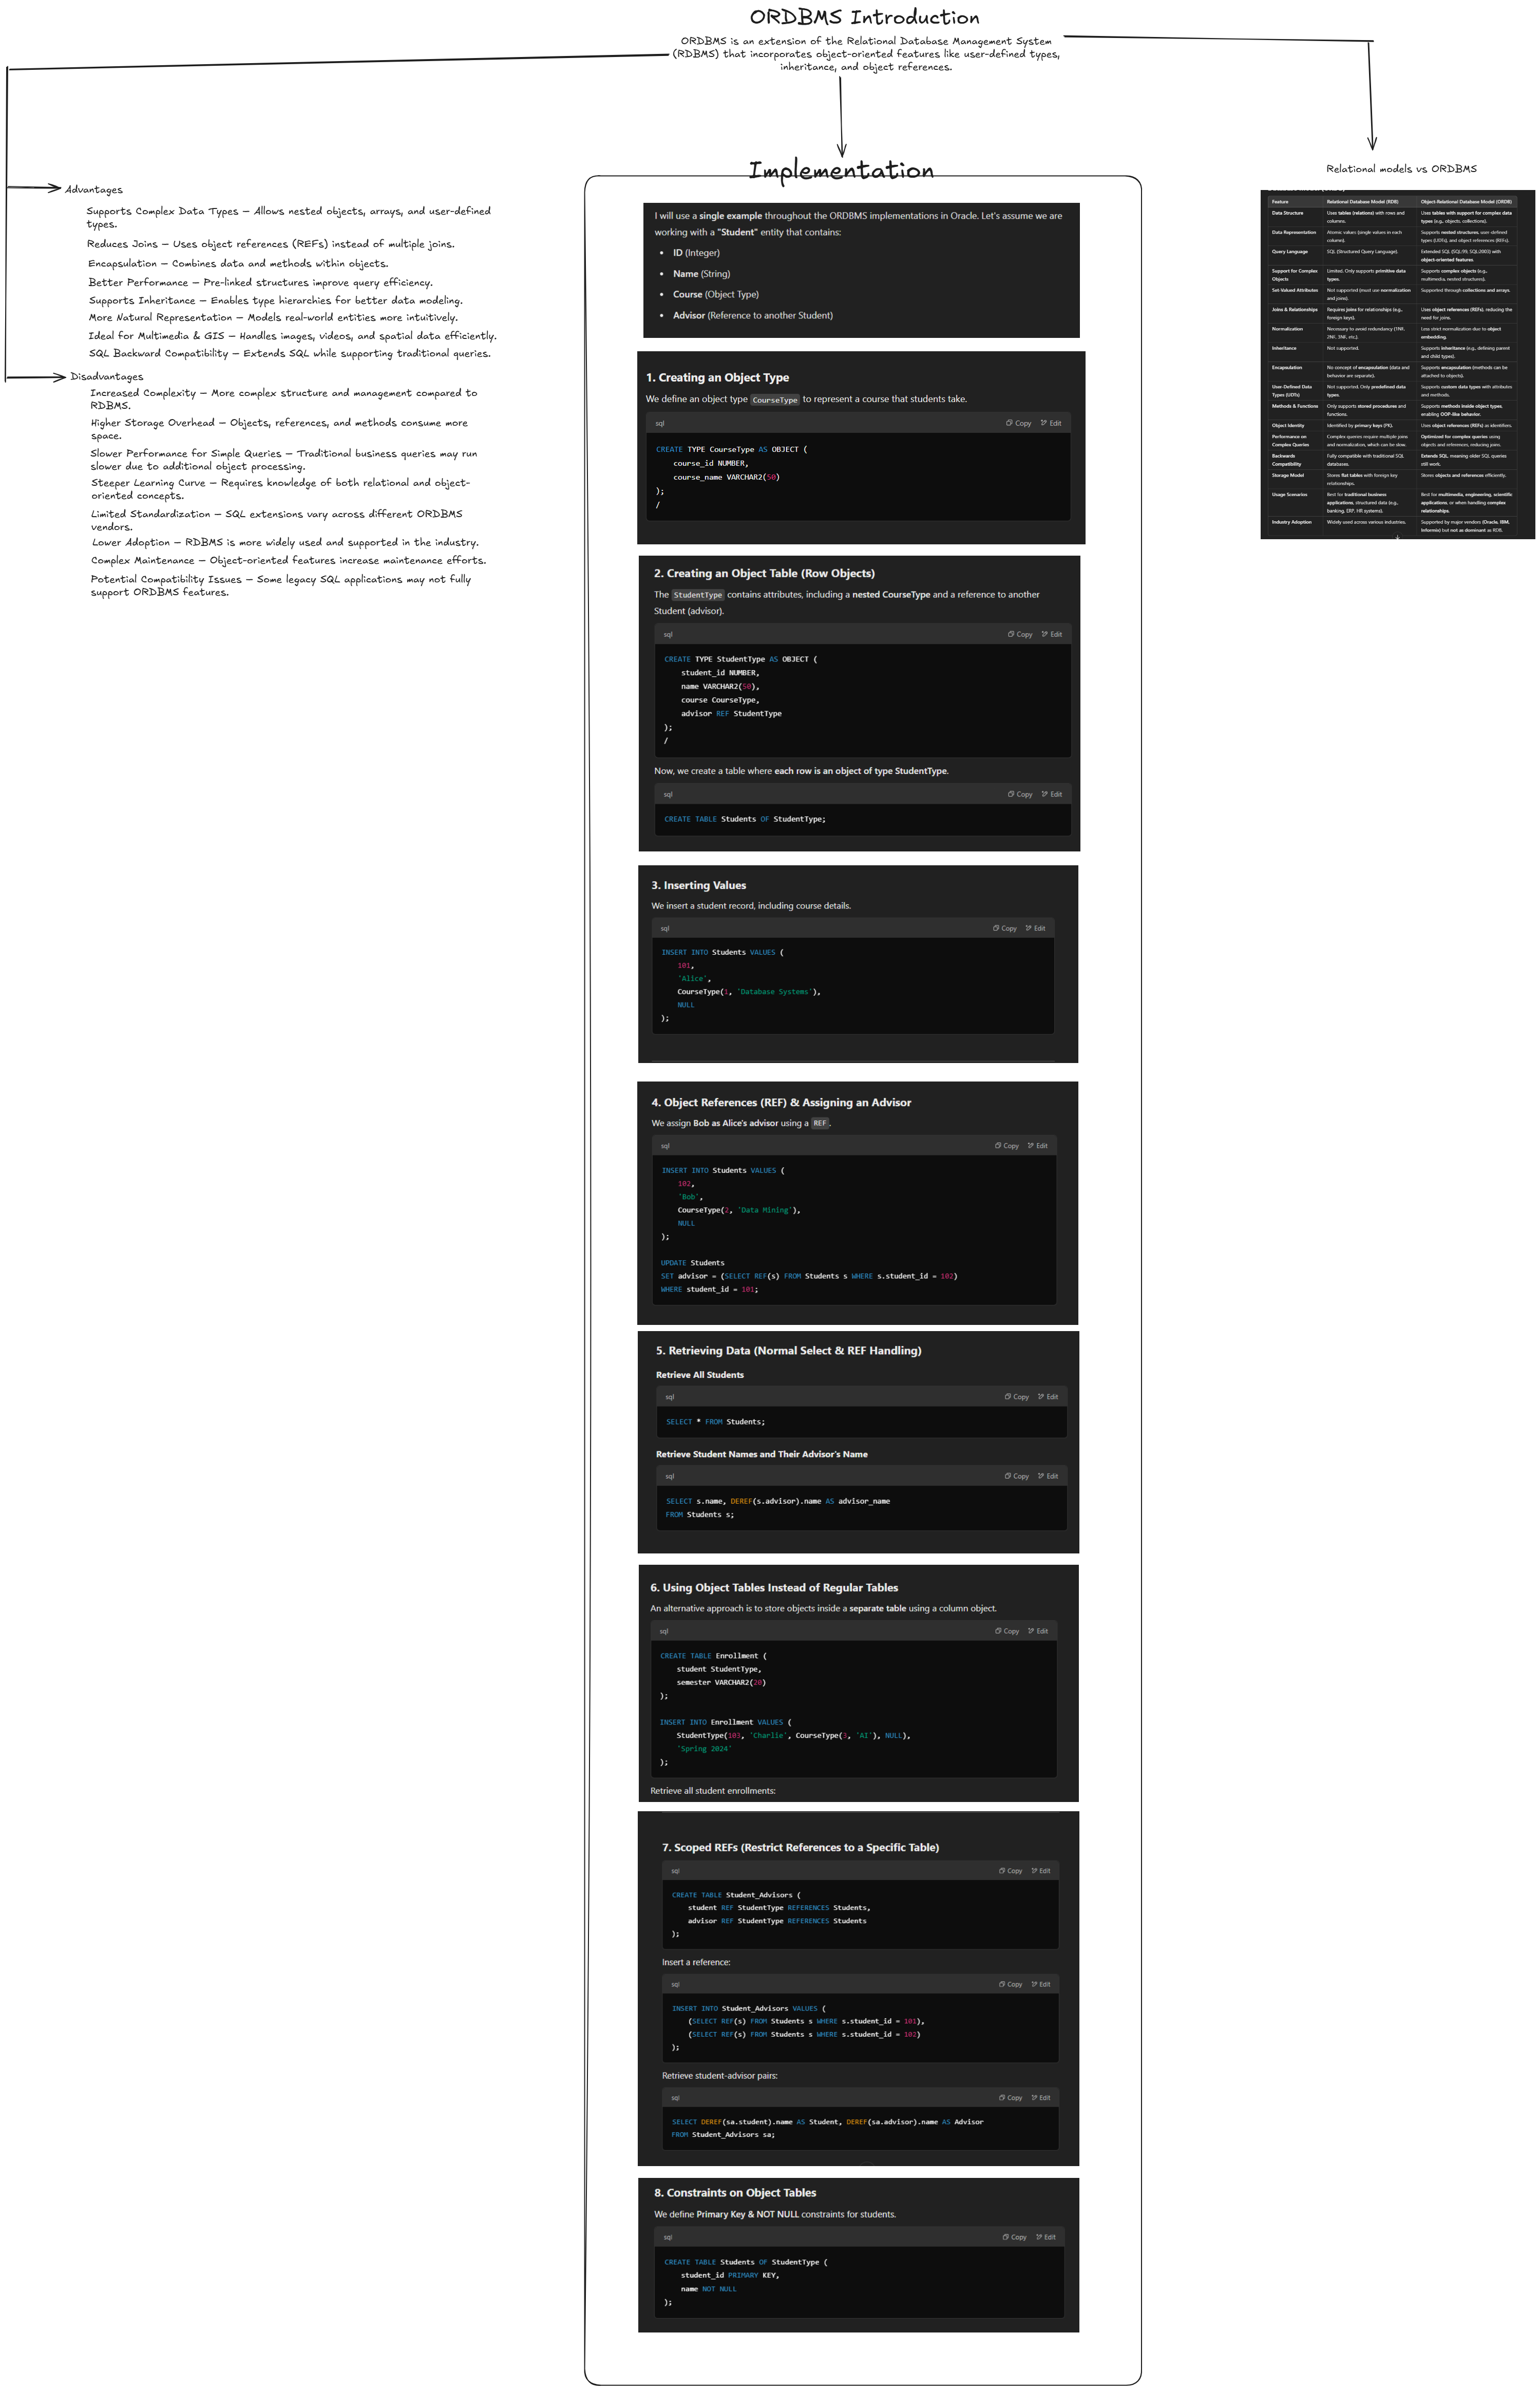 ORDBMS Introduction
ORDBMS is an extension of the Relational Database Management System
(RDBMS) that incorporates object-oriented features like user-defined types,
inheritance, and object references.
Advantages
Supports Complex Data Types – Allows nested objects, arrays, and user-defined
types.
Reduces Joins – Uses object references (REFs) instead of multiple joins.
Encapsulation – Combines data and methods within objects.
Better Performance – Pre-linked structures improve query efficiency.
Supports Inheritance – Enables type hierarchies for better data modeling.
More Natural Representation – Models real-world entities more intuitively.
Ideal for Multimedia & GIS – Handles images, videos, and spatial data efficiently.
SQL Backward Compatibility – Extends SQL while supporting traditional queries.
Disadvantages
Increased Complexity – More complex structure and management compared to
RDBMS.
Higher Storage Overhead – Objects, references, and methods consume more
space.
Slower Performance for Simple Queries – Traditional business queries may run
slower due to additional object processing.
Steeper Learning Curve – Requires knowledge of both relational and object-
oriented concepts.
Limited Standardization – SQL extensions vary across different ORDBMS
vendors.
Lower Adoption – RDBMS is more widely used and supported in the industry.
Complex Maintenance – Object-oriented features increase maintenance efforts.
Potential Compatibility Issues – Some legacy SQL applications may not fully
support ORDBMS features.
Implementation
I will use a single example throughout the ORDBMS implementations in Oracle. Let's assume we are
working with a "Student" entity that contains:
• ID (Integer)
• Name (String)
• Course (Object Type)
• Advisor (Reference to another Student)
1. Creating an Object Type
We define an object type CourseType to represent a course that students take.
sql Copy Edit
CREATE TYPE CourseType AS OBJECT (
course_id NUMBER,
course_name VARCHAR2(50)
);
/
2. Creating an Object Table (Row Objects)
The StudentType contains attributes, including a nested CourseType and a reference to another
Student (advisor).
sql Copy Edit
CREATE TYPE StudentType AS OBJECT (
student_id NUMBER,
name VARCHAR2(50),
course CourseType,
advisor REF StudentType
);
/
Now, we create a table where each row is an object of type StudentType.
sql Copy Edit
CREATE TABLE Students OF StudentType;
3. Inserting Values
We insert a student record, including course details.
sql Copy Edit
INSERT INTO Students VALUES (
101,
'Alice',
CourseType(1, 'Database Systems'),
NULL
);
4. Object References (REF) & Assigning an Advisor
We assign Bob as Alice's advisor using a REF.
sql Copy Edit
INSERT INTO Students VALUES (
102,
'Bob',
CourseType(2, 'Data Mining'),
NULL
);
UPDATE Students
SET advisor = (SELECT REF(s) FROM Students s WHERE s.student_id = 102)
WHERE student_id = 101;
5. Retrieving Data (Normal Select & REF Handling)
Retrieve All Students
sql Copy Edit
SELECT * FROM Students;
Retrieve Student Names and Their Advisor's Name
sql Copy Edit
SELECT s.name, DEREF(s.advisor).name AS advisor_name
FROM Students s;
6. Using Object Tables Instead of Regular Tables
An alternative approach is to store objects inside a separate table using a column object.
sql Copy Edit
CREATE TABLE Enrollment (
student StudentType,
semester VARCHAR2(20)
);
INSERT INTO Enrollment VALUES (
StudentType(103, 'Charlie', CourseType(3, 'AI'), NULL),
'Spring 2024'
);
Retrieve all student enrollments:
7. Scoped REFs (Restrict References to a Specific Table)
sql Copy Edit
CREATE TABLE Student_Advisors (
student REF StudentType REFERENCES Students,
advisor REF StudentType REFERENCES Students
);
Insert a reference:
sql Copy Edit
INSERT INTO Student_Advisors VALUES (
(SELECT REF(s) FROM Students s WHERE s.student_id = 101),
(SELECT REF(s) FROM Students s WHERE s.student_id = 102)
);
Retrieve student-advisor pairs:
sql Copy Edit
SELECT DEREF(sa.student).name AS Student, DEREF(sa.advisor).name AS Advisor
FROM Student_Advisors sa;
8. Constraints on Object Tables
We define Primary Key & NOT NULL constraints for students.
sql Copy Edit
CREATE TABLE Students OF StudentType (
student_id PRIMARY KEY,
name NOT NULL
);
Relational models vs ORDBMS
Feature Relational Database Model (RDB) Object-Relational Database Model (ORDB)
Data Structure Uses tables (relations) with rows and Uses tables with support for complex data
columns. types (e.g., objects, collections).
Data Representation Atomic values (single values in each Supports nested structures, user-defined
column). types (UDTs), and object references (REFs).
Query Language SQL (Structured Query Language). Extended SQL (SQL:99, SQL:2003) with
object-oriented features.
Support for Complex Limited. Only supports primitive data Supports complex objects (e.g.,
Objects types. multimedia, nested structures).
Set-Valued Attributes Not supported (must use normalization Supported through collections and arrays.
and joins).
Joins & Relationships Requires joins for relationships (e.g., Uses object references (REFs), reducing the
foreign keys). need for joins.
Normalization Necessary to avoid redundancy (1NF, Less strict normalization due to object
2NF, 3NF, etc.). embedding.
Inheritance Not supported. Supports inheritance (e.g., defining parent
and child types).
Encapsulation No concept of encapsulation (data and Supports encapsulation (methods can be
behavior are separate). attached to objects).
User-Defined Data Not supported. Only predefined data Supports custom data types with attributes
Types (UDTs) types. and methods.
Methods & Functions Only supports stored procedures and Supports methods inside object types,
functions. enabling OOP-like behavior.
Object Identity Identified by primary keys (PK). Uses object references (REFs) as identifiers.
Performance on Complex queries require multiple joins Optimized for complex queries using
Complex Queries and normalization, which can be slow. objects and references, reducing joins.
Backwards Fully compatible with traditional SQL Extends SQL, meaning older SQL queries
Compatibility databases. still work.
Storage Model Stores flat tables with foreign key Stores objects and references efficiently.
relationships.
Usage Scenarios Best for traditional business Best for multimedia, engineering, scientific
applications, structured data (e.g., applications, or when handling complex
banking, ERP, HR systems). relationships.
Industry Adoption Widely used across various industries. Supported by major vendors (Oracle, IBM,
Informix) but not as dominant as RDB.